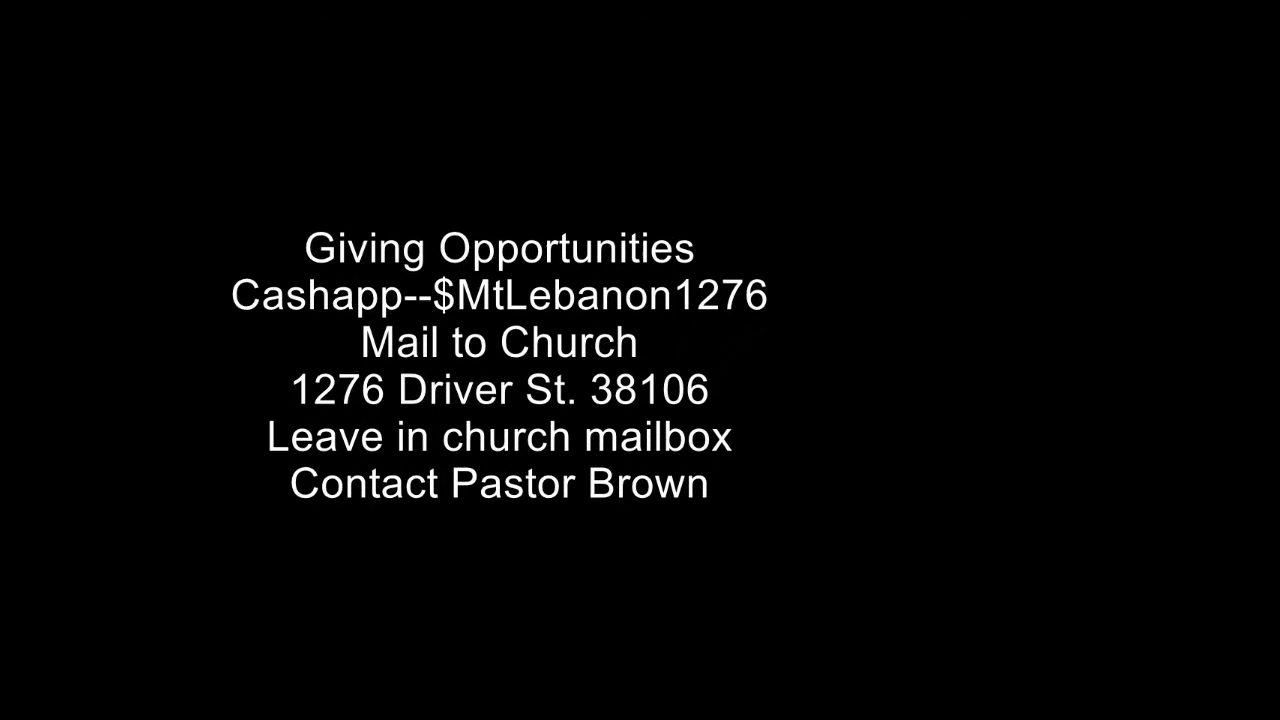 Giving Opportunities
Cashapp--$MtLebanon1276
Mail to Church
1276 Driver St. 38106
Leave in church mailbox
Contact Pastor Brown